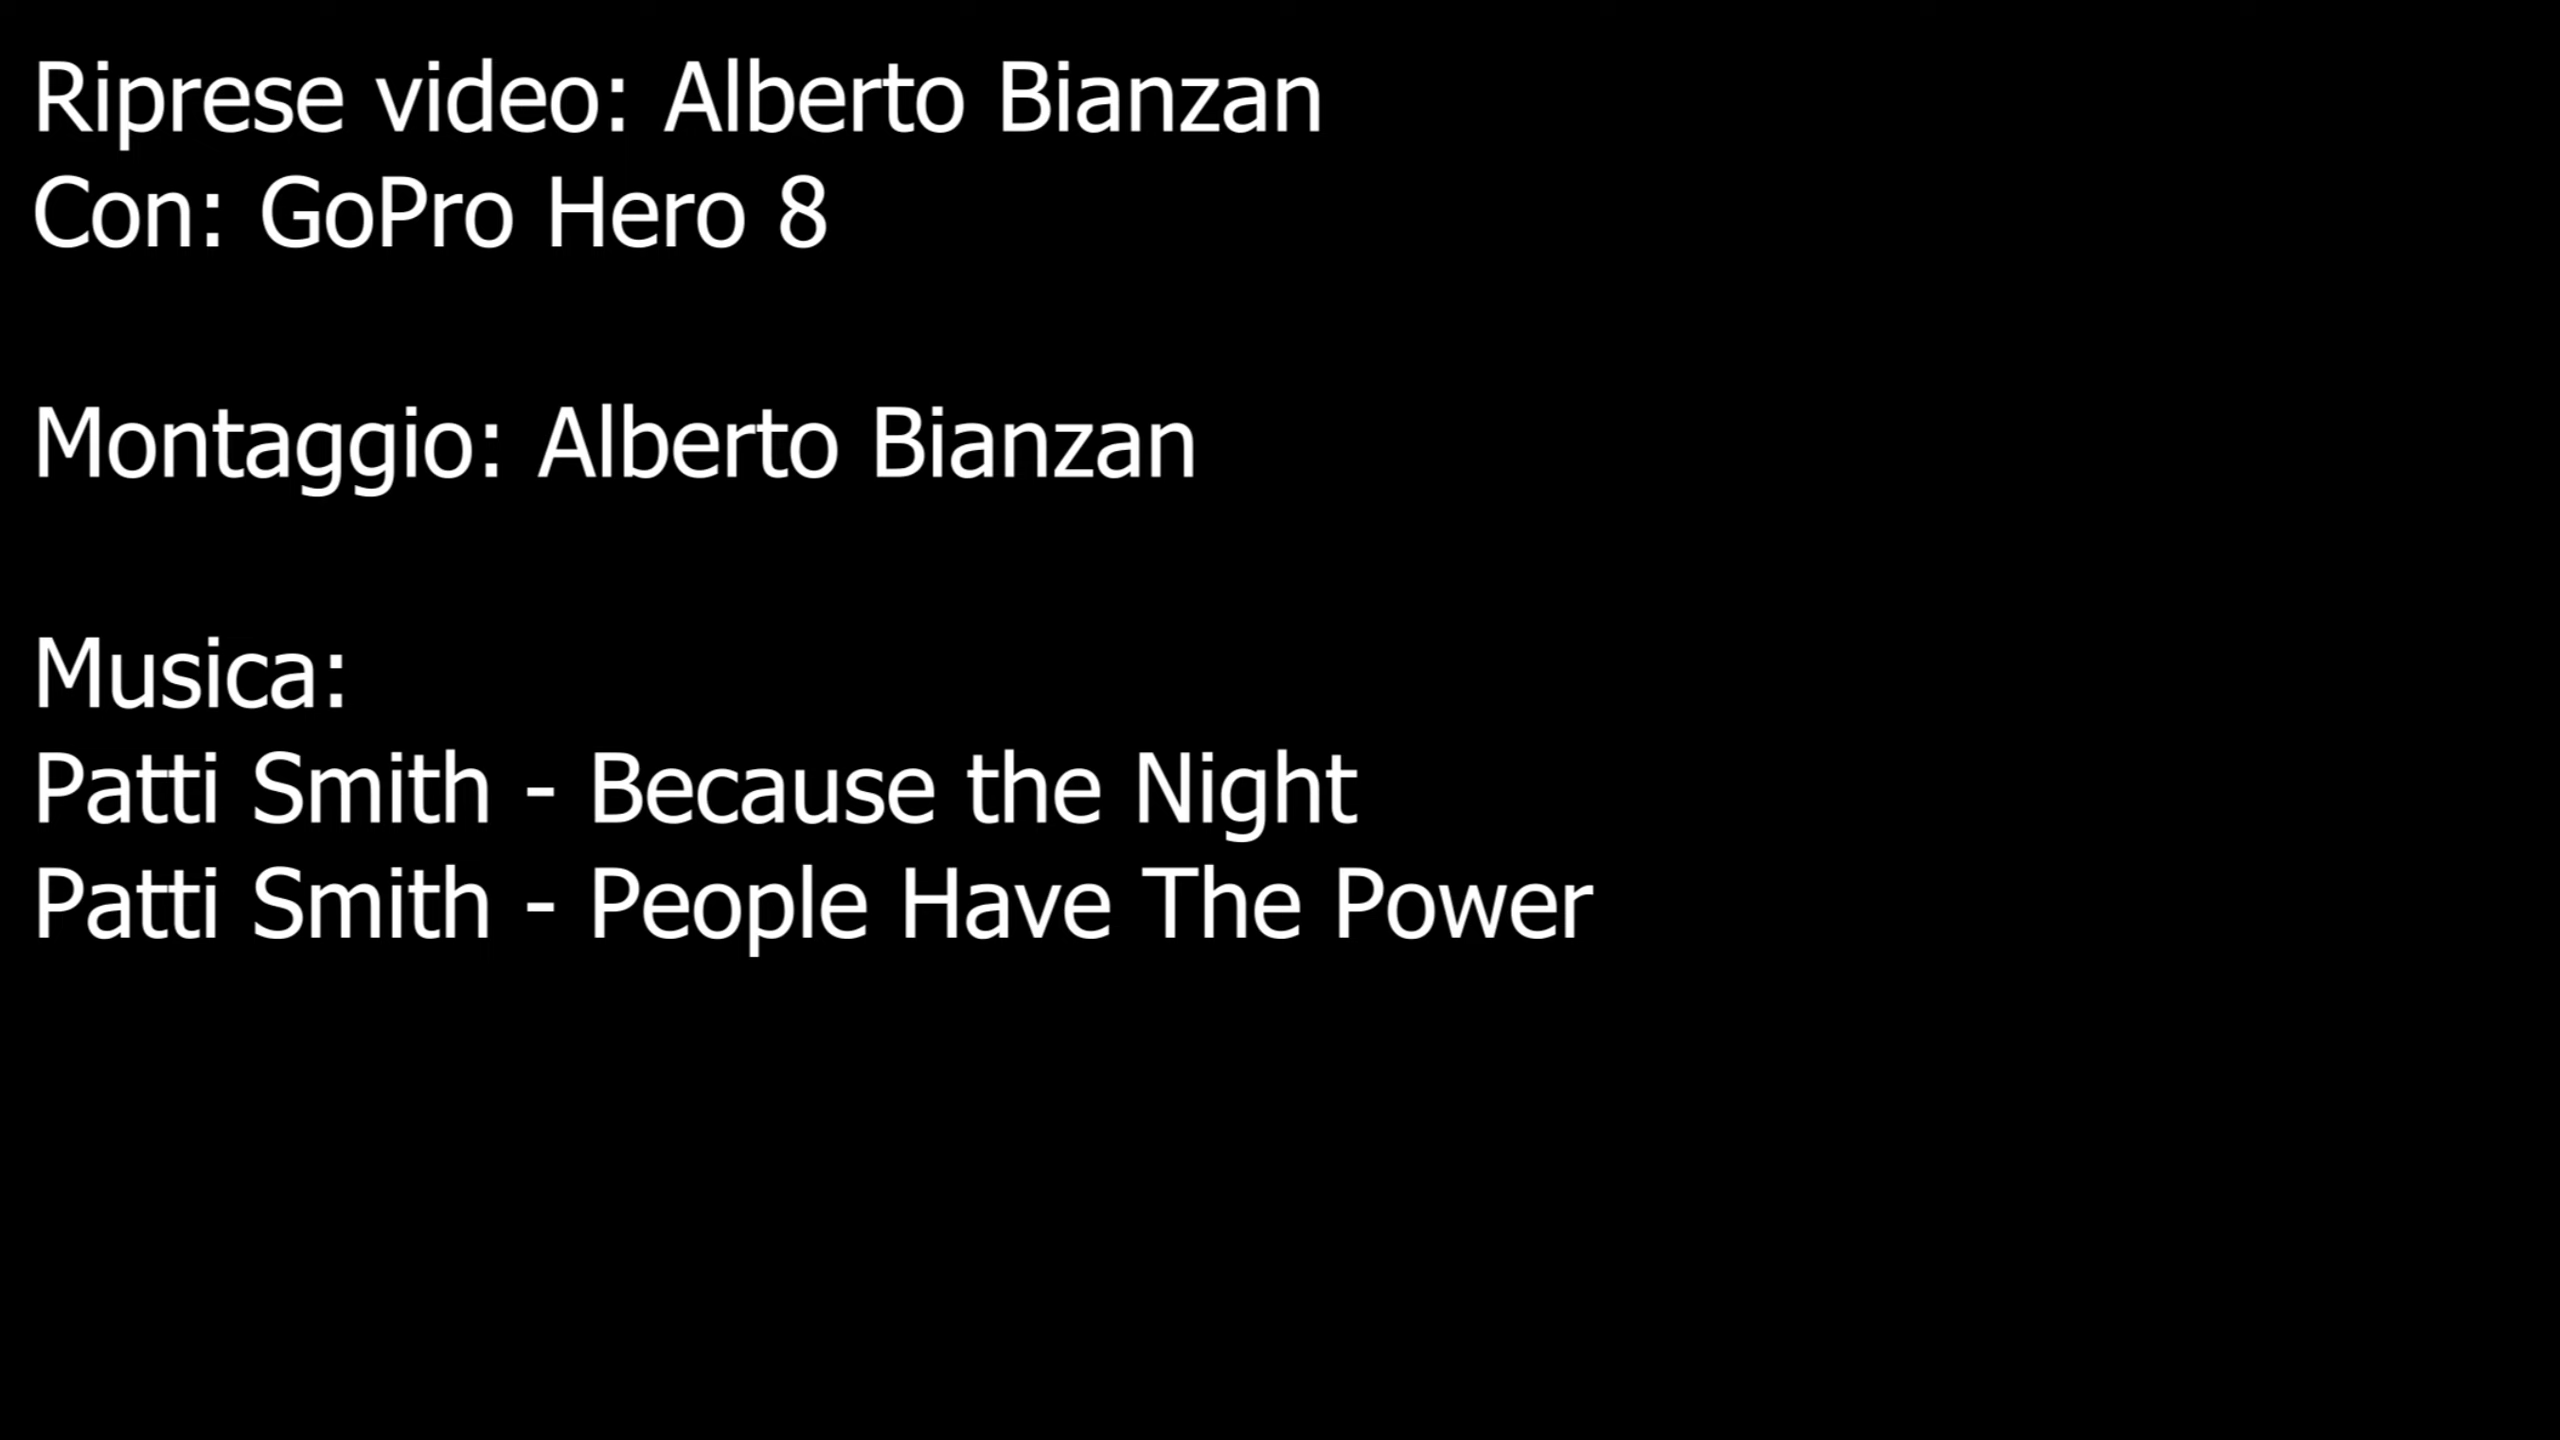 Riprese video: Alberto Bianzan
Con: GoPro Hero 8
Montaggio: Alberto Bianzan
Musica:
Patti Smith - Because the Night
Patti Smith - People Have The Power